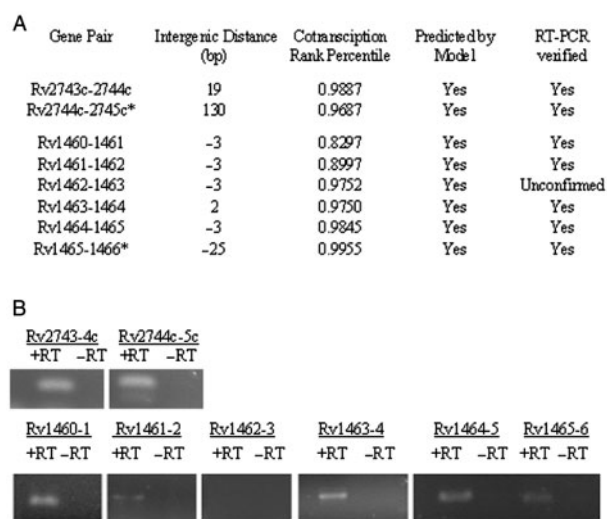 A
Gene Pair Intergenic Distance (bp) Cotransciption Rank Percentile Predicted by Model RT-PCR verified
Rv2743c-2744c 19 0.9887 Yes Yes
Rv2744c-2745c* 130 0.9687 Yes Yes
Rv1460-1461 -3 0.8297 Yes Yes
Rv1461-1462 -3 0.8997 Yes Yes
Rv1462-1463 -3 0.9752 Yes Unconfirmed
Rv1463-1464 2 0.9750 Yes Yes
Rv1464-1465 -3 0.9845 Yes Yes
Rv1465-1466* -25 0.9955 Yes Yes
B
Rv2743-4c Rv2744c-5c
+RT -RT +RT -RT
Rv1460-1 Rv1461-2 Rv1462-3 Rv1463-4 Rv1464-5 Rv1465-6
+RT -RT +RT -RT +RT -RT +RT -RT +RT -RT +RT -RT